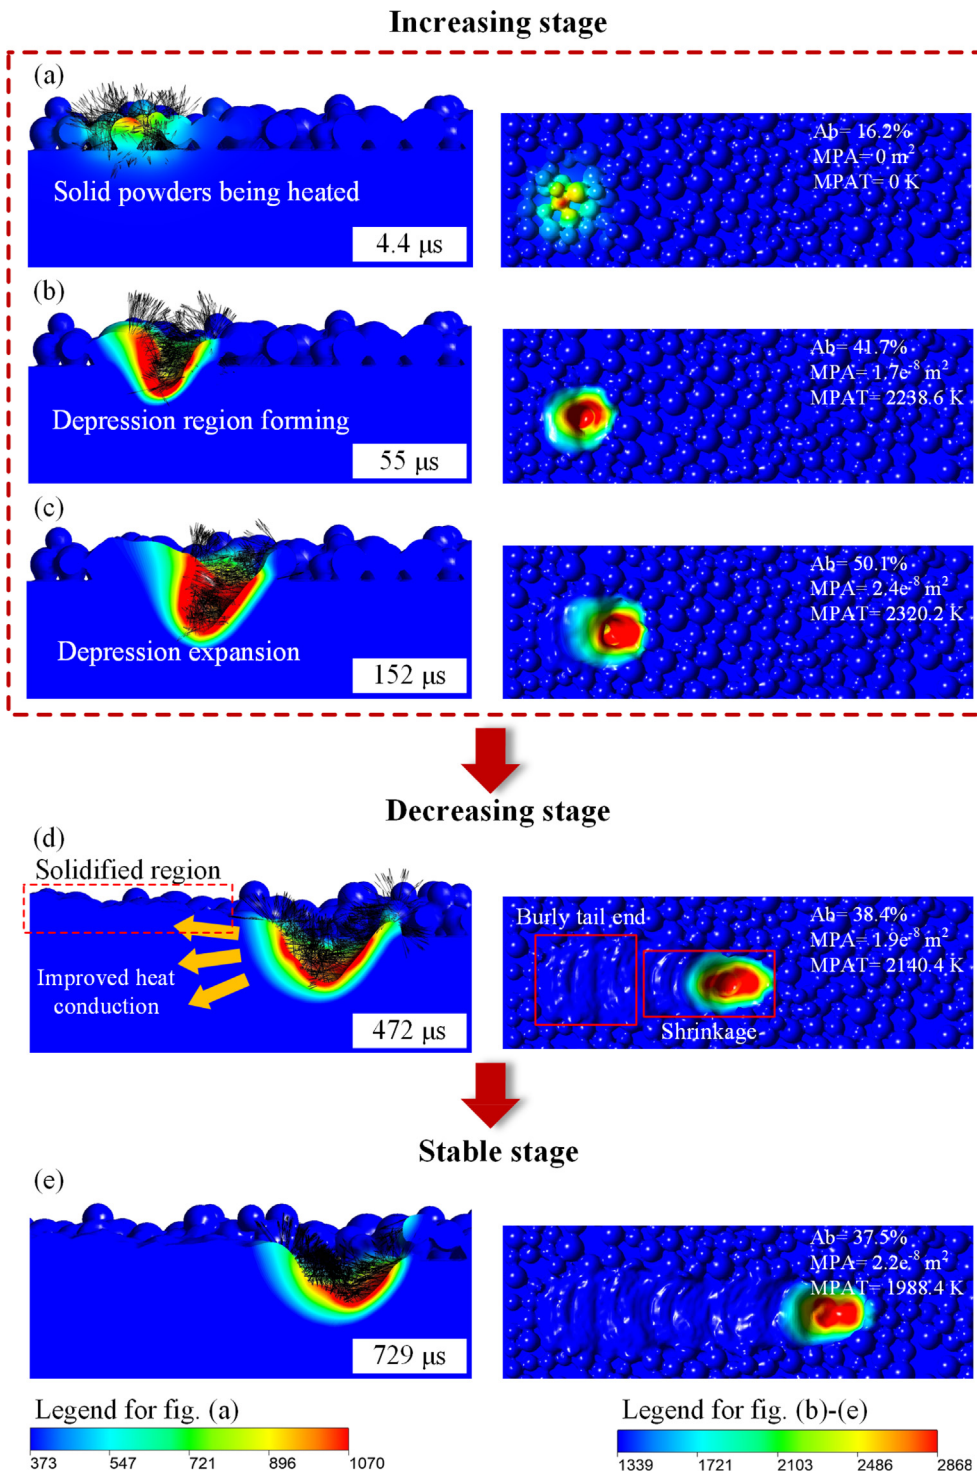 Increasing stage
(a)
Solid powders being heated
4.4 μs
Ab= 16.2%
MPA= 0 m²
MPAT= 0 K
(b)
Depression region forming
55 μs
Ab= 41.7%
MPA= 1.7e⁻⁸ m²
MPAT= 2238.6 K
(c)
Depression expansion
152 μs
Ab= 50.1%
MPA= 2.4e⁻⁸ m²
MPAT= 2320.2 K
Decreasing stage
(d)
Solidified region
Improved heat
conduction
472 μs
Burly tail end
Shrinkage
Ab= 38.4%
MPA= 1.9e⁻⁸ m²
MPAT= 2140.4 K
Stable stage
(e)
729 μs
Ab= 37.5%
MPA= 2.2e⁻⁸ m²
MPAT= 1988.4 K
Legend for fig. (a)
373 547 721 896 1070
Legend for fig. (b)-(e)
1339 1721 2103 2486 2868